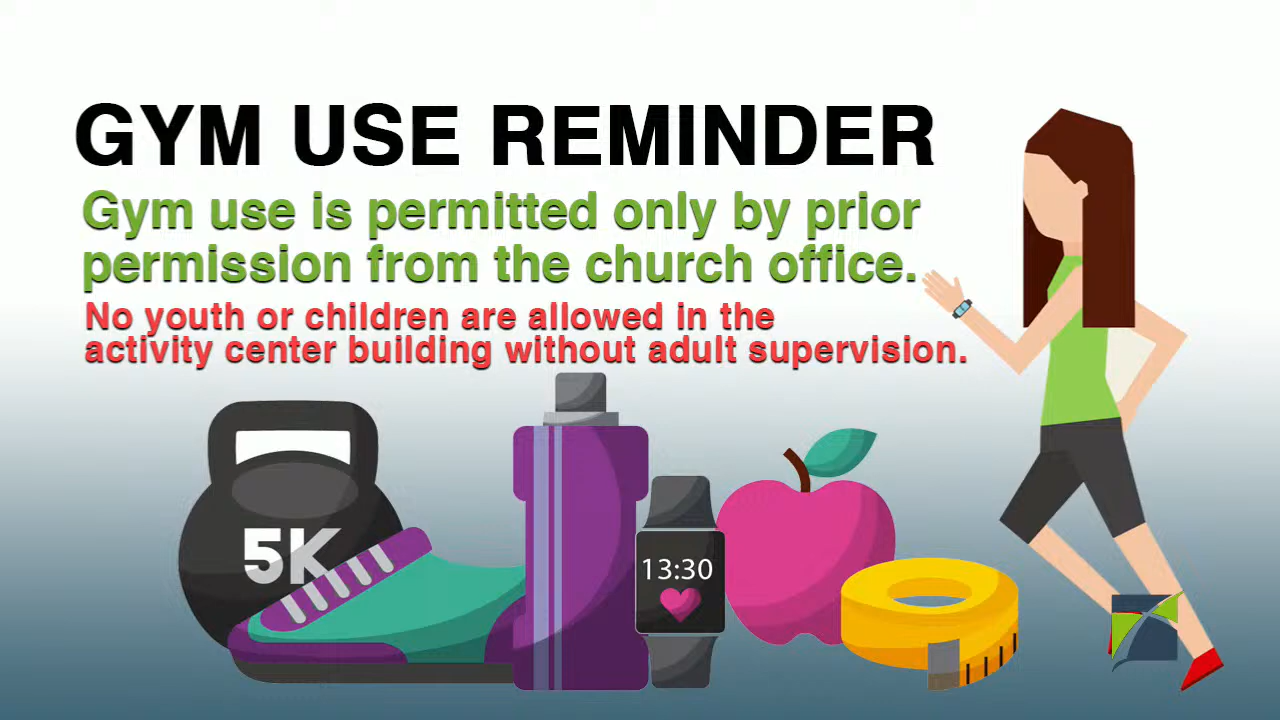 GYM USE REMINDER
Gym use is permitted only by prior
permission from the church office.
No youth or children are allowed in the
activity center building without adult supervision.
5K
13:30